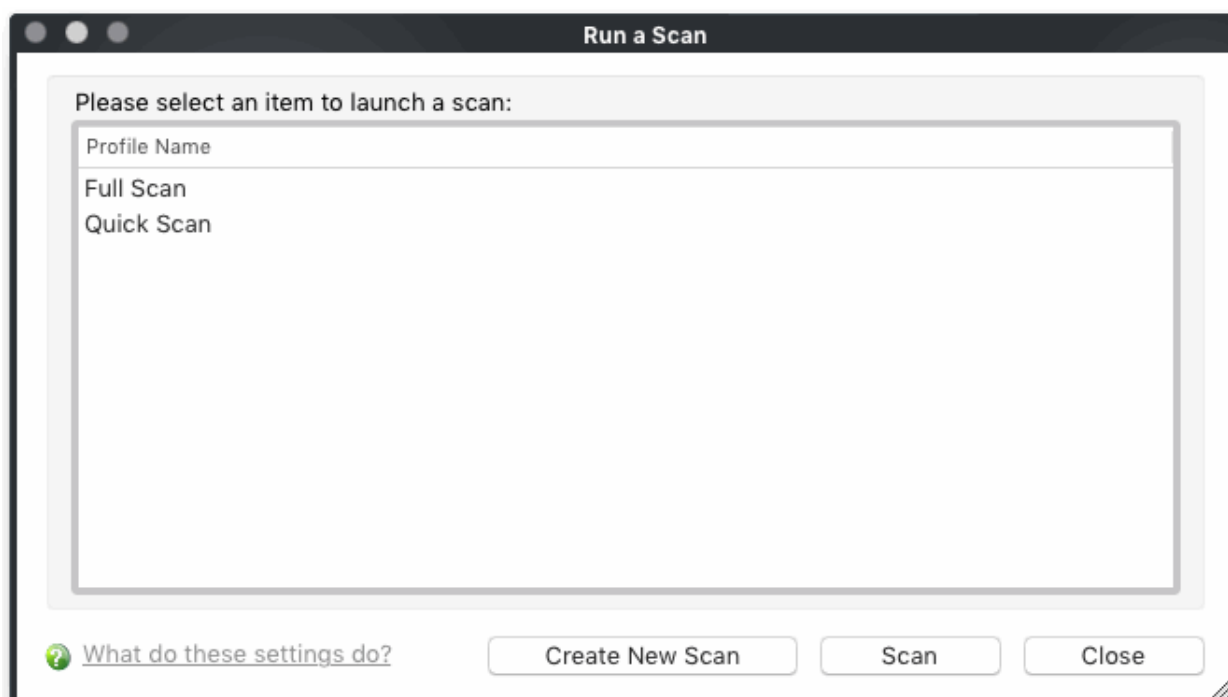 Run a Scan
Please select an item to launch a scan:
Profile Name
Full Scan
Quick Scan
What do these settings do?
Create New Scan
Scan
Close